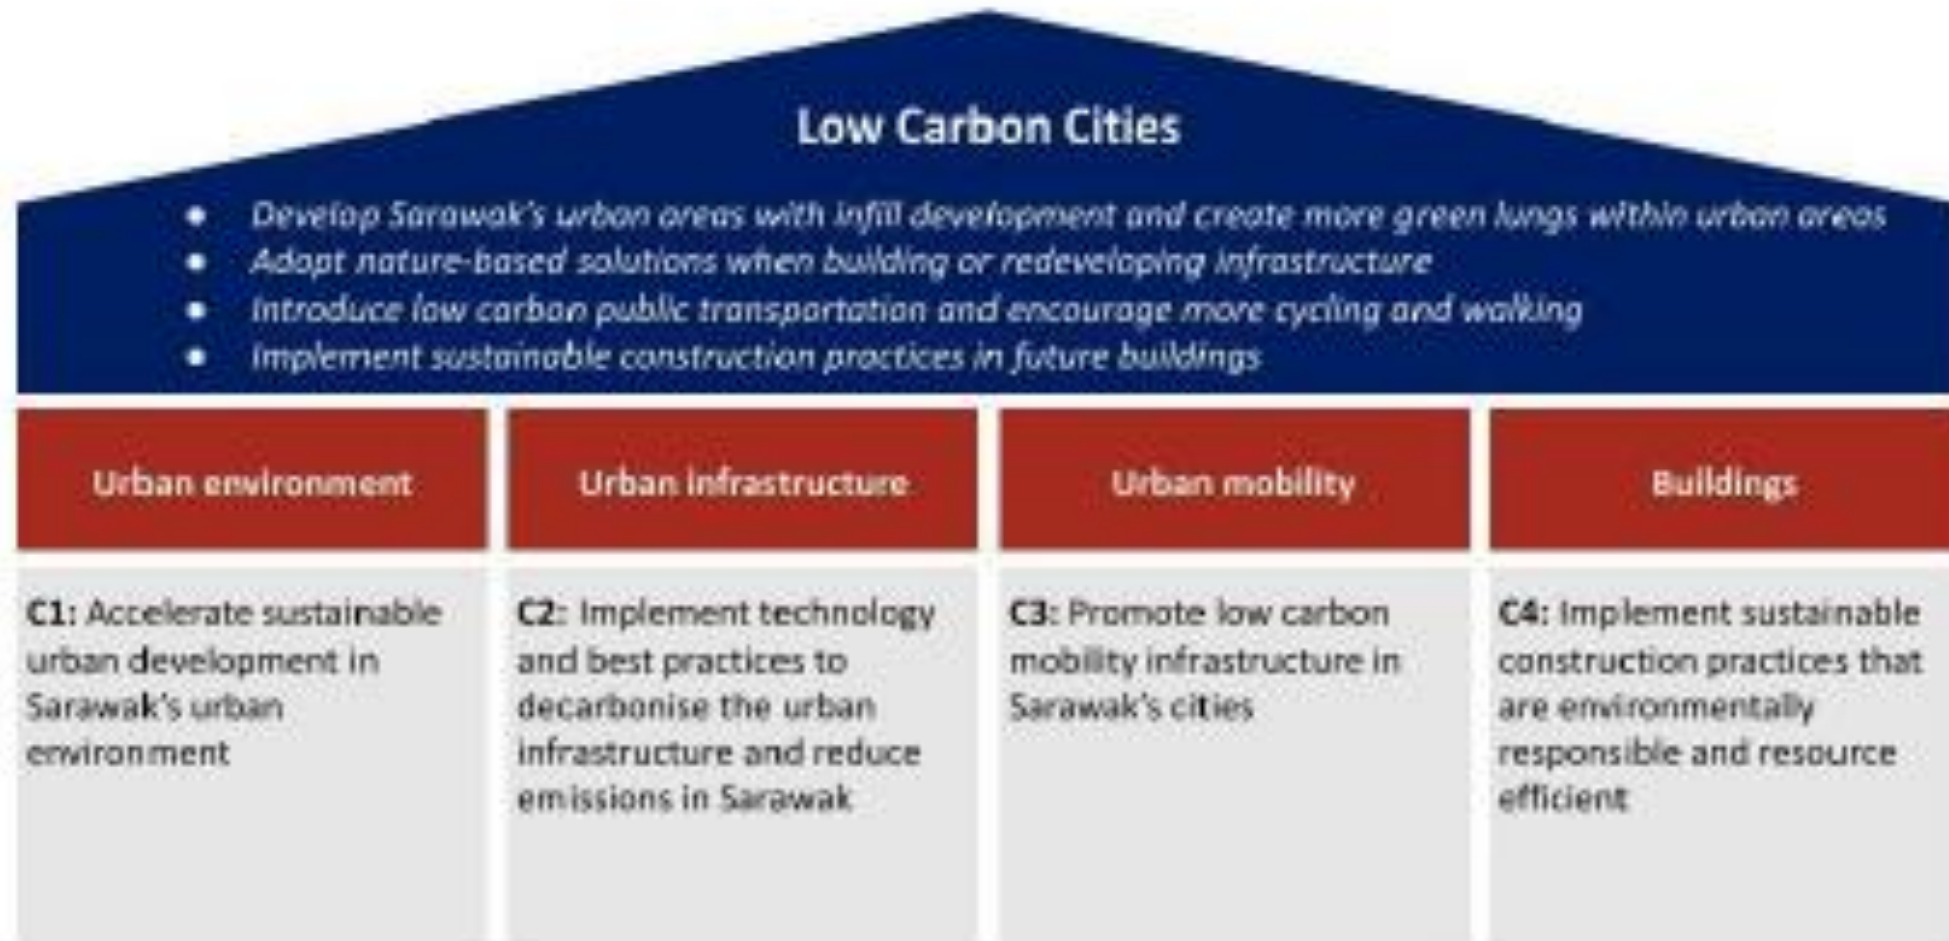 Low Carbon Cities
● Develop Sarawak's urban areas with infill development and create more green lungs within urban areas
● Adopt nature-based solutions when building or redeveloping infrastructure
● Introduce low carbon public transportation and encourage more cycling and walking
● Implement sustainable construction practices in future buildings
Urban environment
Urban infrastructure
Urban mobility
Buildings
C1: Accelerate sustainable
urban development in
Sarawak's urban
environment
C2: Implement technology
and best practices to
decarbonise the urban
infrastructure and reduce
emissions in Sarawak
C3: Promote low carbon
mobility infrastructure in
Sarawak's cities
C4: Implement sustainable
construction practices that
are environmentally
responsible and resource
efficient